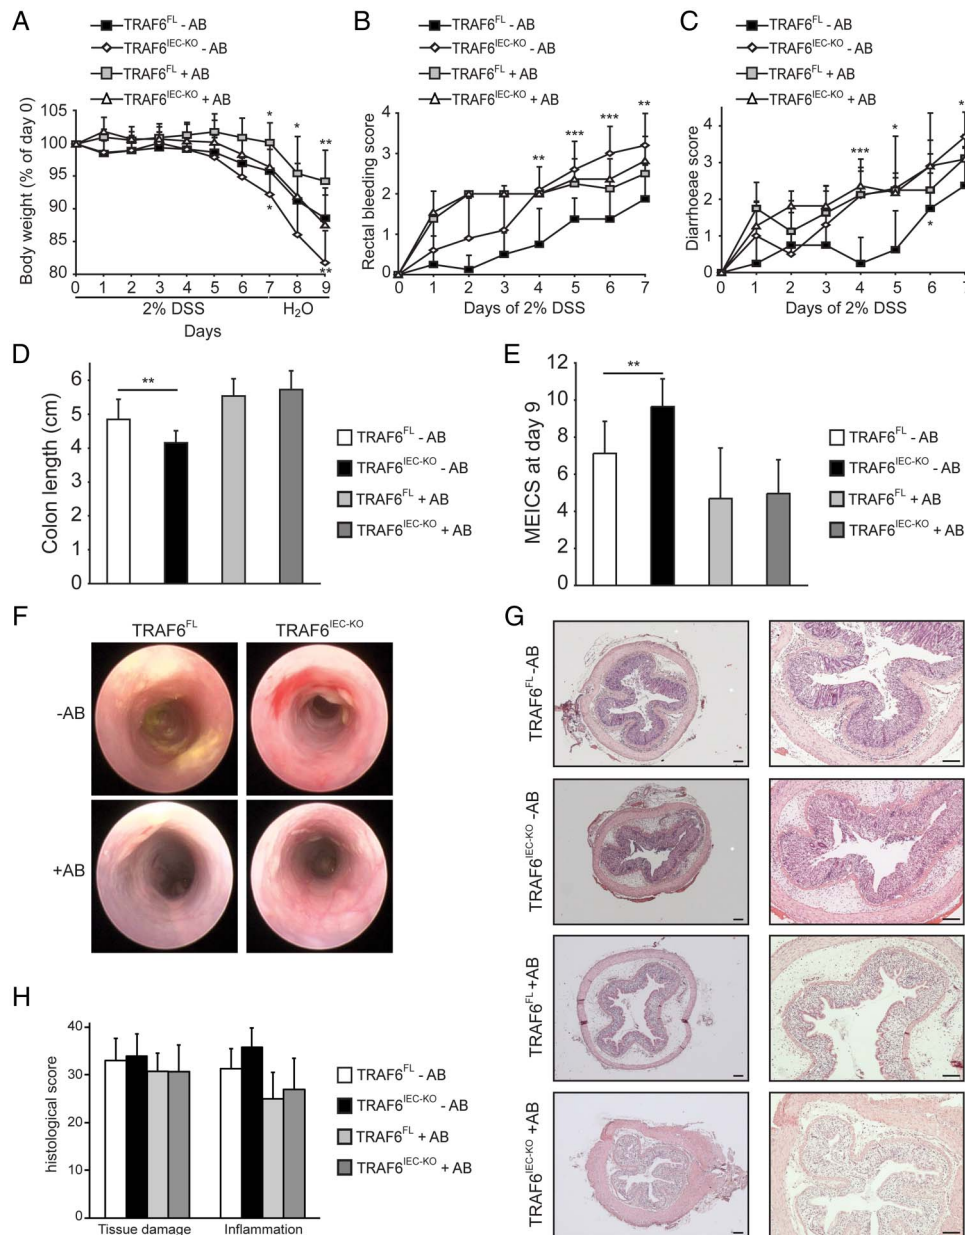 A
TRAF6FL - AB
TRAF6IEC-KO - AB
TRAF6FL + AB
TRAF6IEC-KO + AB
Body weight (% of day 0)
105
100
95
90
85
80
*
*
**
*
**
0 1 2 3 4 5 6 7 8 9
2% DSS
H2O
Days
B
TRAF6FL - AB
TRAF6IEC-KO - AB
TRAF6FL + AB
TRAF6IEC-KO + AB
Rectal bleeding score
4
3
2
1
0
**
***
***
**
0 1 2 3 4 5 6 7
Days of 2% DSS
C
TRAF6FL - AB
TRAF6IEC-KO - AB
TRAF6FL + AB
TRAF6IEC-KO + AB
Diarrhoeae score
4
2
0
***
*
*
*
0 1 2 3 4 5 6 7
Days of 2% DSS
D
Colon length (cm)
6
5
4
3
2
1
0
**
TRAF6FL - AB
TRAF6IEC-KO - AB
TRAF6FL + AB
TRAF6IEC-KO + AB
E
MEICS at day 9
12
10
8
6
4
2
0
**
TRAF6FL - AB
TRAF6IEC-KO - AB
TRAF6FL + AB
TRAF6IEC-KO + AB
F
TRAF6FL
TRAF6IEC-KO
-AB
+AB
G
TRAF6FL -AB
TRAF6IEC-KO -AB
TRAF6FL +AB
TRAF6IEC-KO +AB
H
histological score
40
30
20
10
0
Tissue damage
Inflammation
TRAF6FL - AB
TRAF6IEC-KO - AB
TRAF6FL + AB
TRAF6IEC-KO + AB